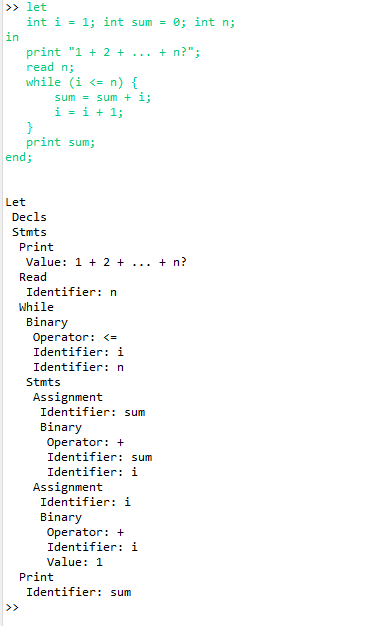 >> let
   int i = 1; int sum = 0; int n;
in
   print "1 + 2 + ... + n?";
   read n;
   while (i <= n) {
       sum = sum + i;
       i = i + 1;
   }
   print sum;
end;
Let
 Decls
 Stmts
  Print
   Value: 1 + 2 + ... + n?
  Read
   Identifier: n
  While
   Binary
    Operator: <=
    Identifier: i
    Identifier: n
   Stmts
    Assignment
     Identifier: sum
     Binary
      Operator: +
      Identifier: sum
      Identifier: i
    Assignment
     Identifier: i
     Binary
      Operator: +
      Identifier: i
      Value: 1
  Print
   Identifier: sum
>>